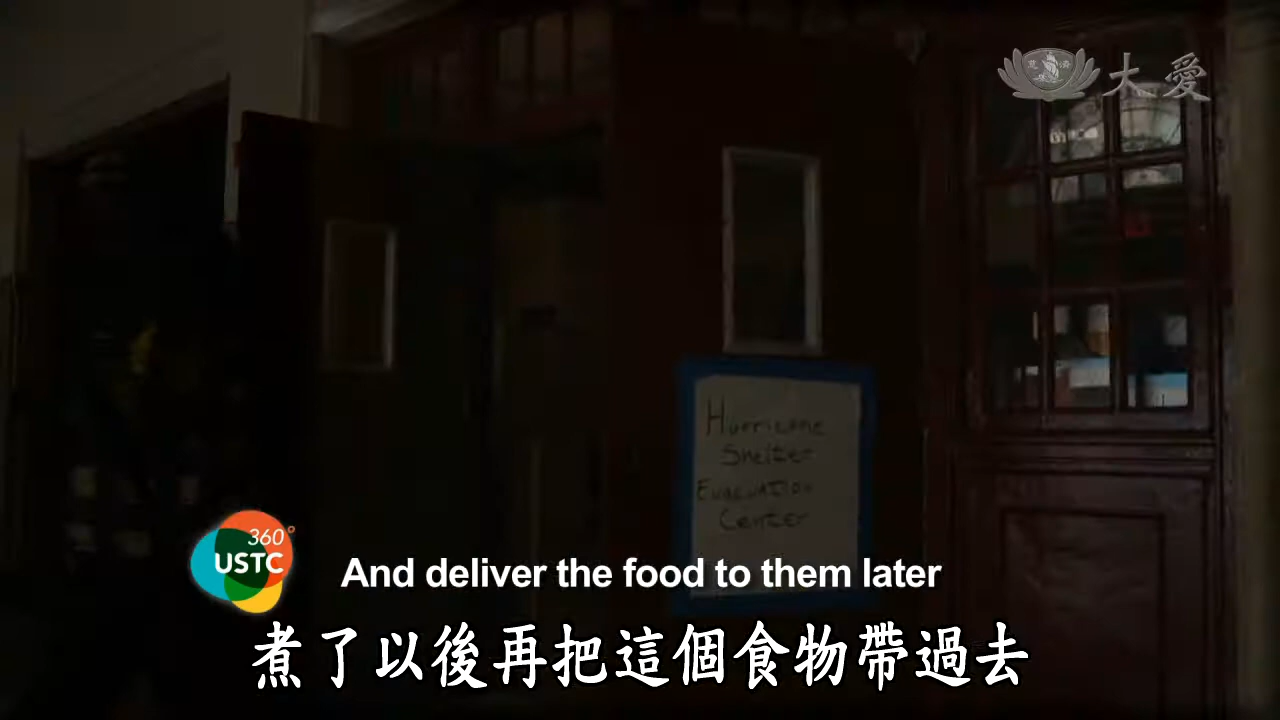 大愛
Hurricane
Shelter
Evacuation
Center
360°
USTC
And deliver the food to them later
煮了以後再把這個食物帶過去